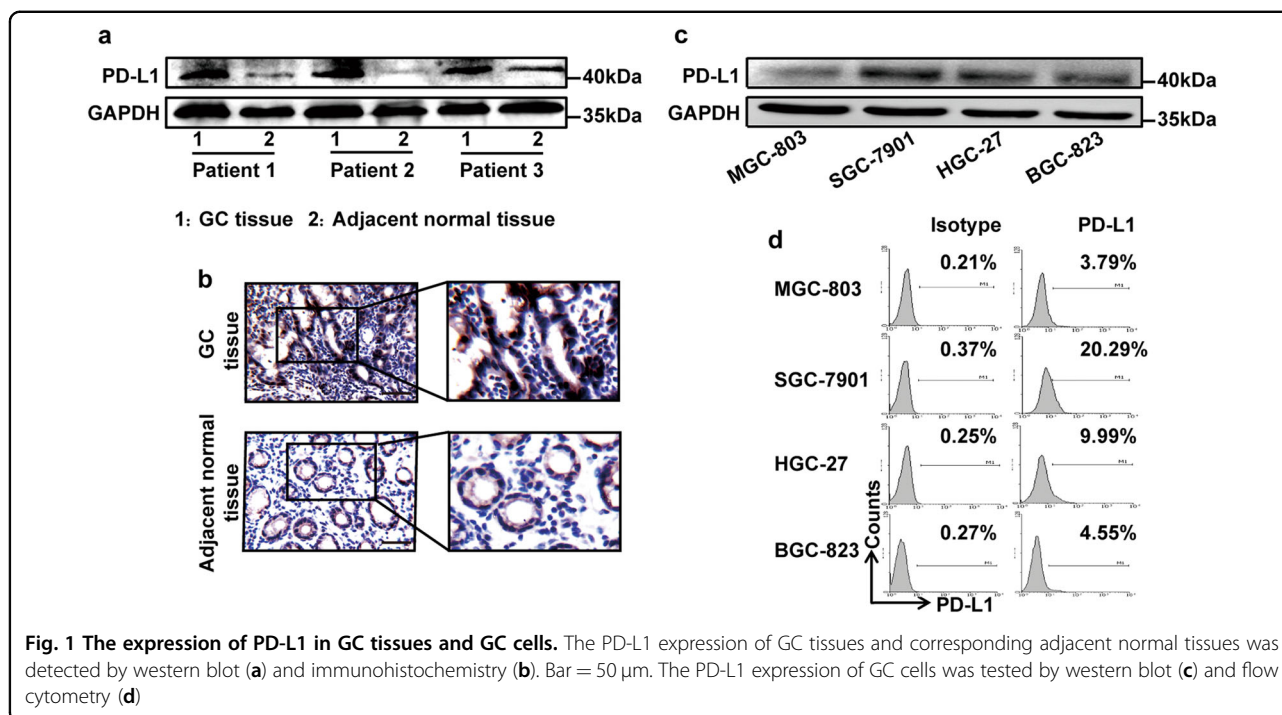 a
PD-L1
40kDa
GAPDH
35kDa
1 2 1 2 1 2
Patient 1 Patient 2 Patient 3
1: GC tissue 2: Adjacent normal tissue
b
GC tissue
Adjacent normal tissue
c
PD-L1
40kDa
GAPDH
35kDa
MGC-803 SGC-7901 HGC-27 BGC-823
d
Isotype PD-L1
MGC-803 0.21% 3.79%
M1
SGC-7901 0.37% 20.29%
M1
HGC-27 0.25% 9.99%
M1
BGC-823 0.27% 4.55%
M1
Counts
PD-L1
Fig. 1 The expression of PD-L1 in GC tissues and GC cells. The PD-L1 expression of GC tissues and corresponding adjacent normal tissues was
detected by western blot (a) and immunohistochemistry (b). Bar = 50 μm. The PD-L1 expression of GC cells was tested by western blot (c) and flow
cytometry (d)